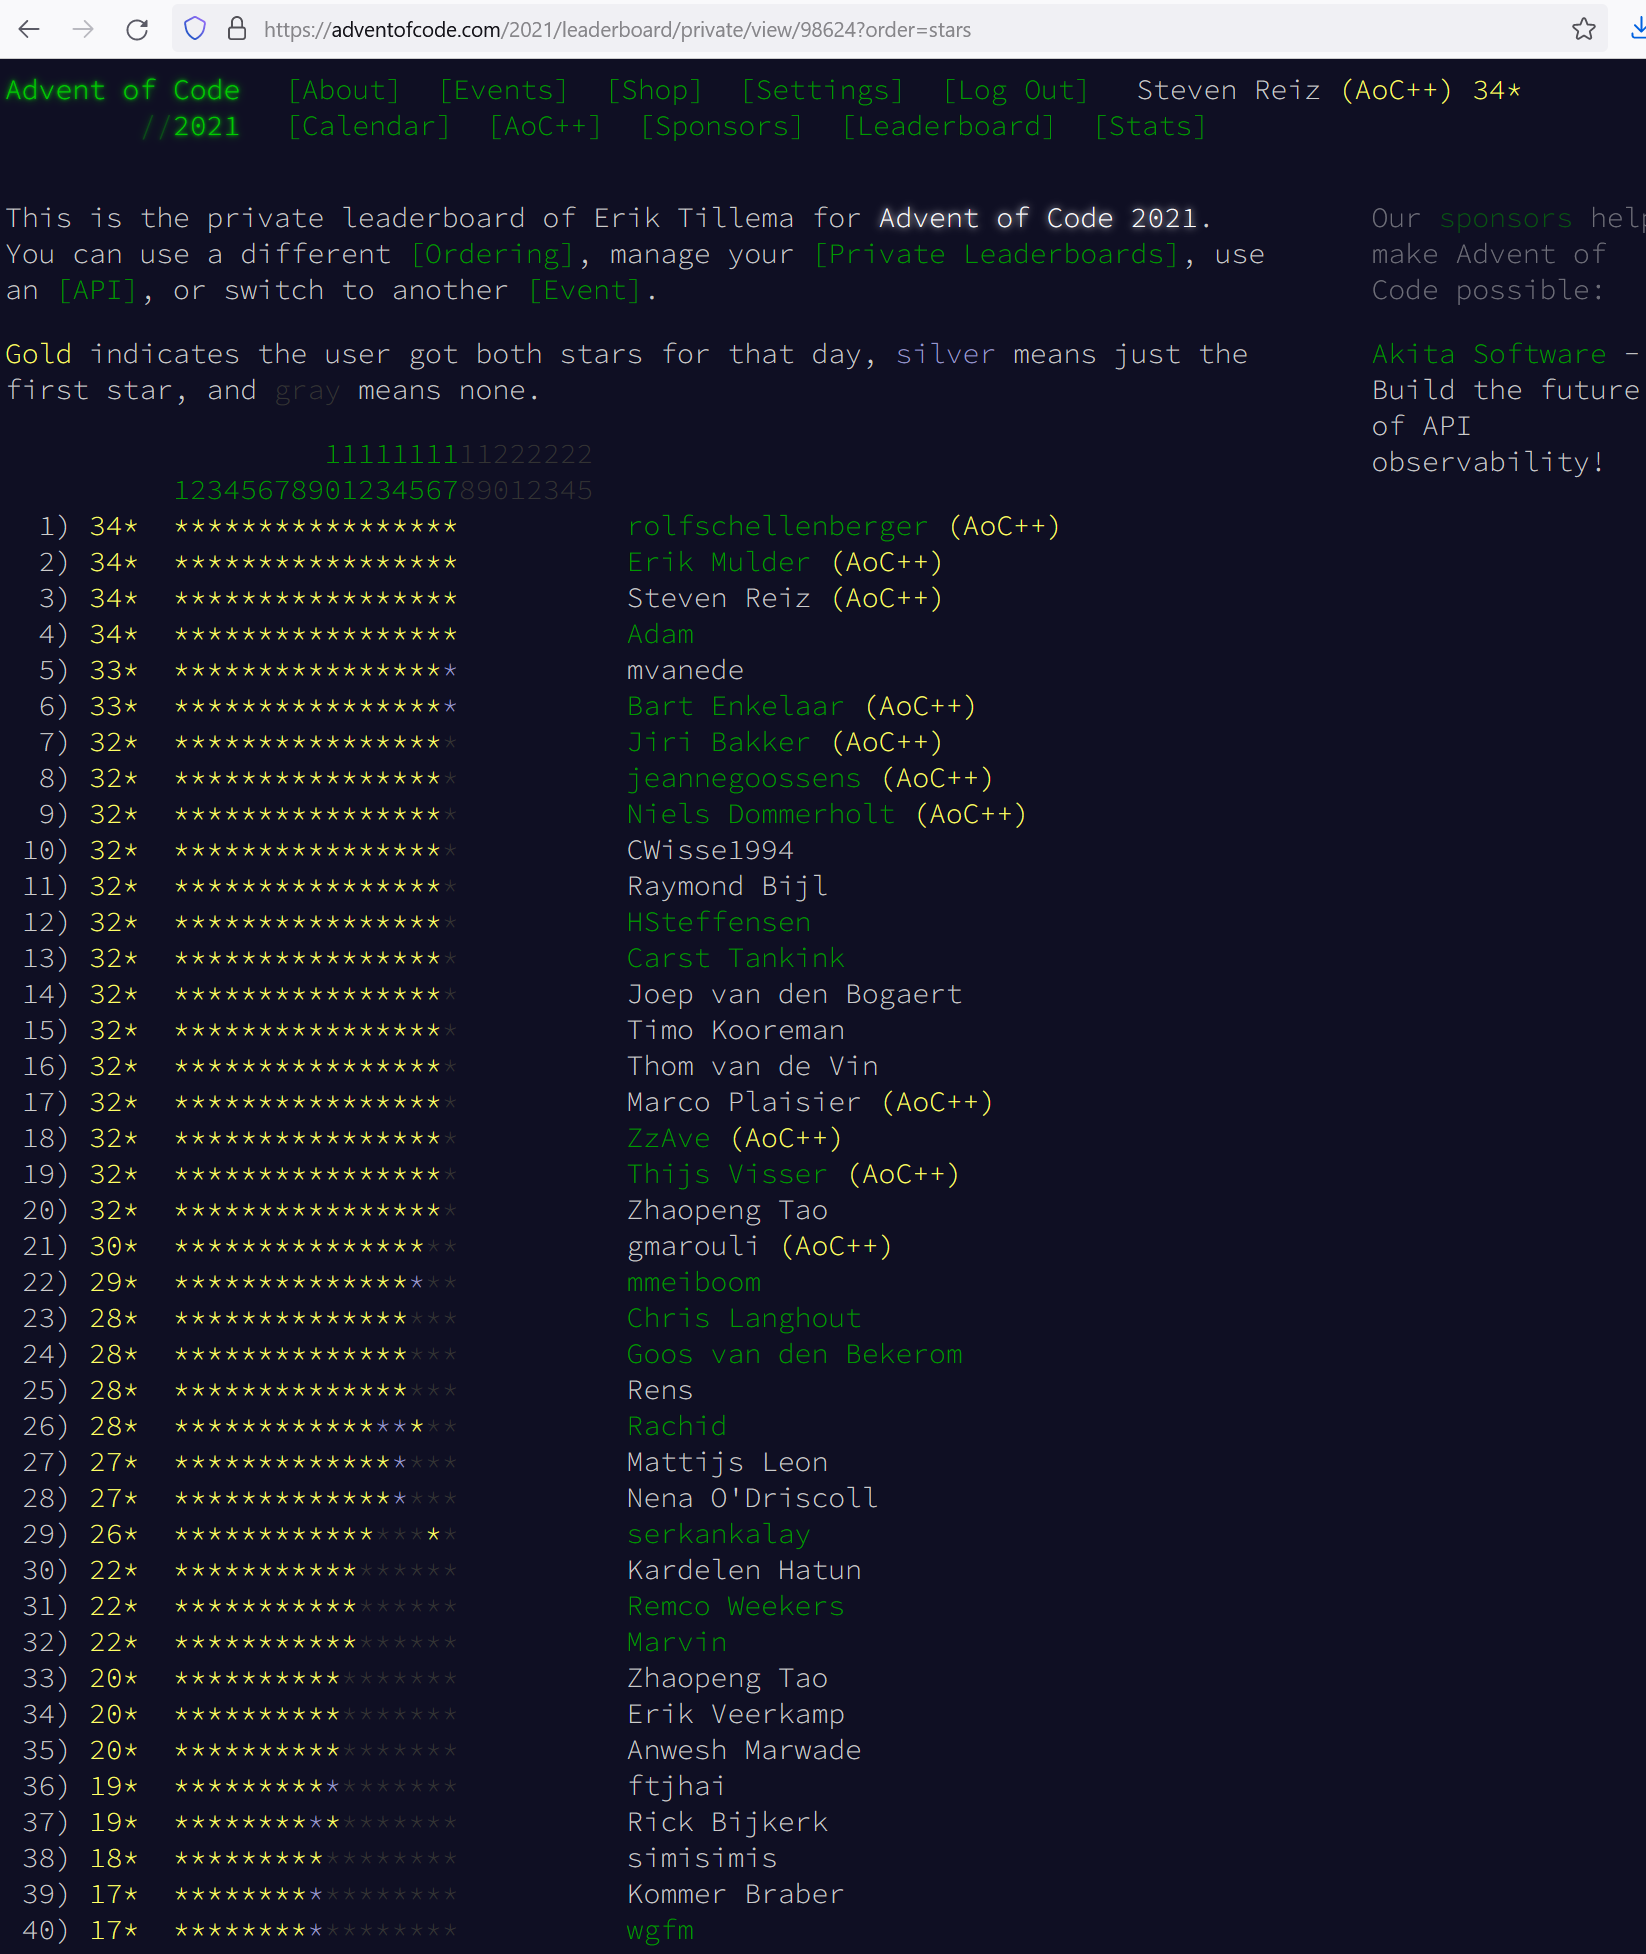 https://adventofcode.com/2021/leaderboard/private/view/98624?order=stars
Advent of Code [About] [Events] [Shop] [Settings] [Log Out] Steven Reiz (AoC++) 34*
//2021 [Calendar] [AoC++] [Sponsors] [Leaderboard] [Stats]
This is the private leaderboard of Erik Tillema for Advent of Code 2021.
You can use a different [Ordering], manage your [Private Leaderboards], use
an [API], or switch to another [Event].
Gold indicates the user got both stars for that day, silver means just the
first star, and gray means none.
1111111111222222
1234567890123456789012345
1) 34* ***************** rolfschellenberger (AoC++)
2) 34* ***************** Erik Mulder (AoC++)
3) 34* ***************** Steven Reiz (AoC++)
4) 34* ***************** Adam
5) 33* ***************** mvanede
6) 33* ***************** Bart Enkelaar (AoC++)
7) 32* ***************** Jiri Bakker (AoC++)
8) 32* ***************** jeannegoossens (AoC++)
9) 32* ***************** Niels Dommerholt (AoC++)
10) 32* ***************** CWisse1994
11) 32* ***************** Raymond Bijl
12) 32* ***************** HSteffensen
13) 32* ***************** Carst Tankink
14) 32* ***************** Joep van den Bogaert
15) 32* ***************** Timo Kooreman
16) 32* ***************** Thom van de Vin
17) 32* ***************** Marco Plaisier (AoC++)
18) 32* ***************** ZzAve (AoC++)
19) 32* ***************** Thijs Visser (AoC++)
20) 32* ***************** Zhaopeng Tao
21) 30* ***************** gmarouli (AoC++)
22) 29* ***************** mmeiboom
23) 28* ***************** Chris Langhout
24) 28* ***************** Goos van den Bekerom
25) 28* ***************** Rens
26) 28* ***************** Rachid
27) 27* ***************** Mattijs Leon
28) 27* ***************** Nena O'Driscoll
29) 26* ***************** serkankalay
30) 22* ***************** Kardelen Hatun
31) 22* ***************** Remco Weekers
32) 22* ***************** Marvin
33) 20* ***************** Zhaopeng Tao
34) 20* ***************** Erik Veerkamp
35) 20* ***************** Anwesh Marwade
36) 19* ***************** ftjhai
37) 19* ***************** Rick Bijkerk
38) 18* ***************** simisimis
39) 17* ***************** Kommer Braber
40) 17* ***************** wgfm
Our sponsors help
make Advent of
Code possible:
Akita Software -
Build the future
of API
observability!